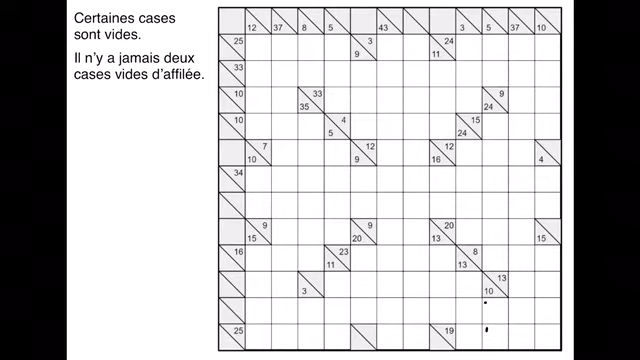 Certaines cases
sont vides.
Il n'y a jamais deux
cases vides d'affilée.
12 37 8 5 43 3 5 37 10
25 3 9 24 11
33
10 33 35 9 24
10 4 5 15 24
7 10 12 9 12 16 4
34
9 15 9 20 20 13 15
16 23 11 8 13
3 13 10
25 19